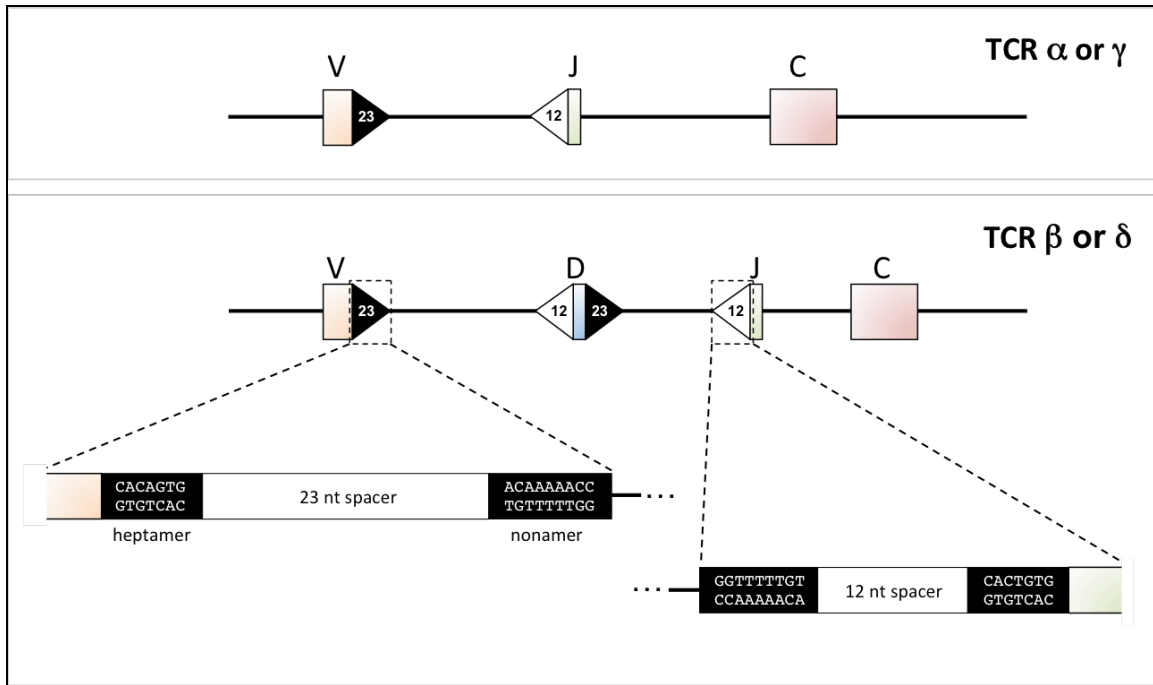 TCR α or γ
V J C
23 12
TCR β or δ
V D J C
23 12 23 12
CACAGTG 23 nt spacer ACAAAAACC
GTGTCAC TGTTTTTGG
heptamer nonamer
... GGTTTTTGT 12 nt spacer CACTGTG
CCAAAAACA GTGTCAC